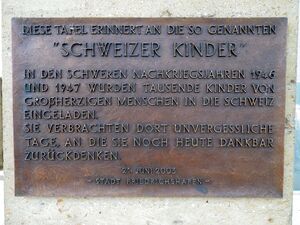 DIESE TAFEL ERINNERT AN DIE SO GENANNTEN
"SCHWEIZER KINDER"
IN DEN SCHWEREN NACHKRIEGSJAHREN 1946
UND 1947 WURDEN TAUSENDE KINDER VON
GROßHERZIGEN MENSCHEN IN DIE SCHWEIZ
EINGELADEN.
SIE VERBRACHTEN DORT UNVERGESSLICHE
TAGE, AN DIE SIE NOCH HEUTE DANKBAR
ZURÜCKDENKEN.
JUNI 2003
STADT FRIEDRICHSHAFEN